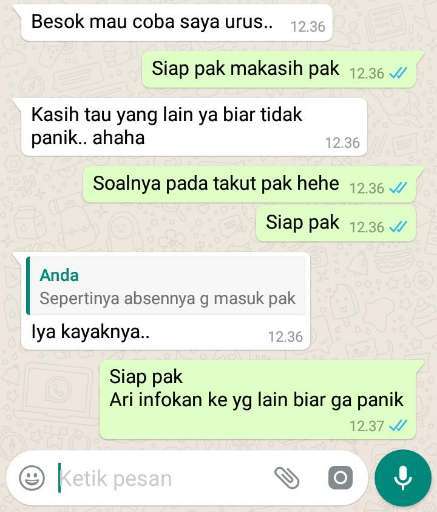 Besok mau coba saya urus..
12.36
Siap pak makasih pak
12.36
Kasih tau yang lain ya biar tidak
panik.. ahaha
12.36
Soalnya pada takut pak hehe
12.36
Siap pak
12.36
Anda
Sepertinya absennya g masuk pak
Iya kayaknya..
12.36
Siap pak
Ari infokan ke yg lain biar ga panik
12.37
Ketik pesan